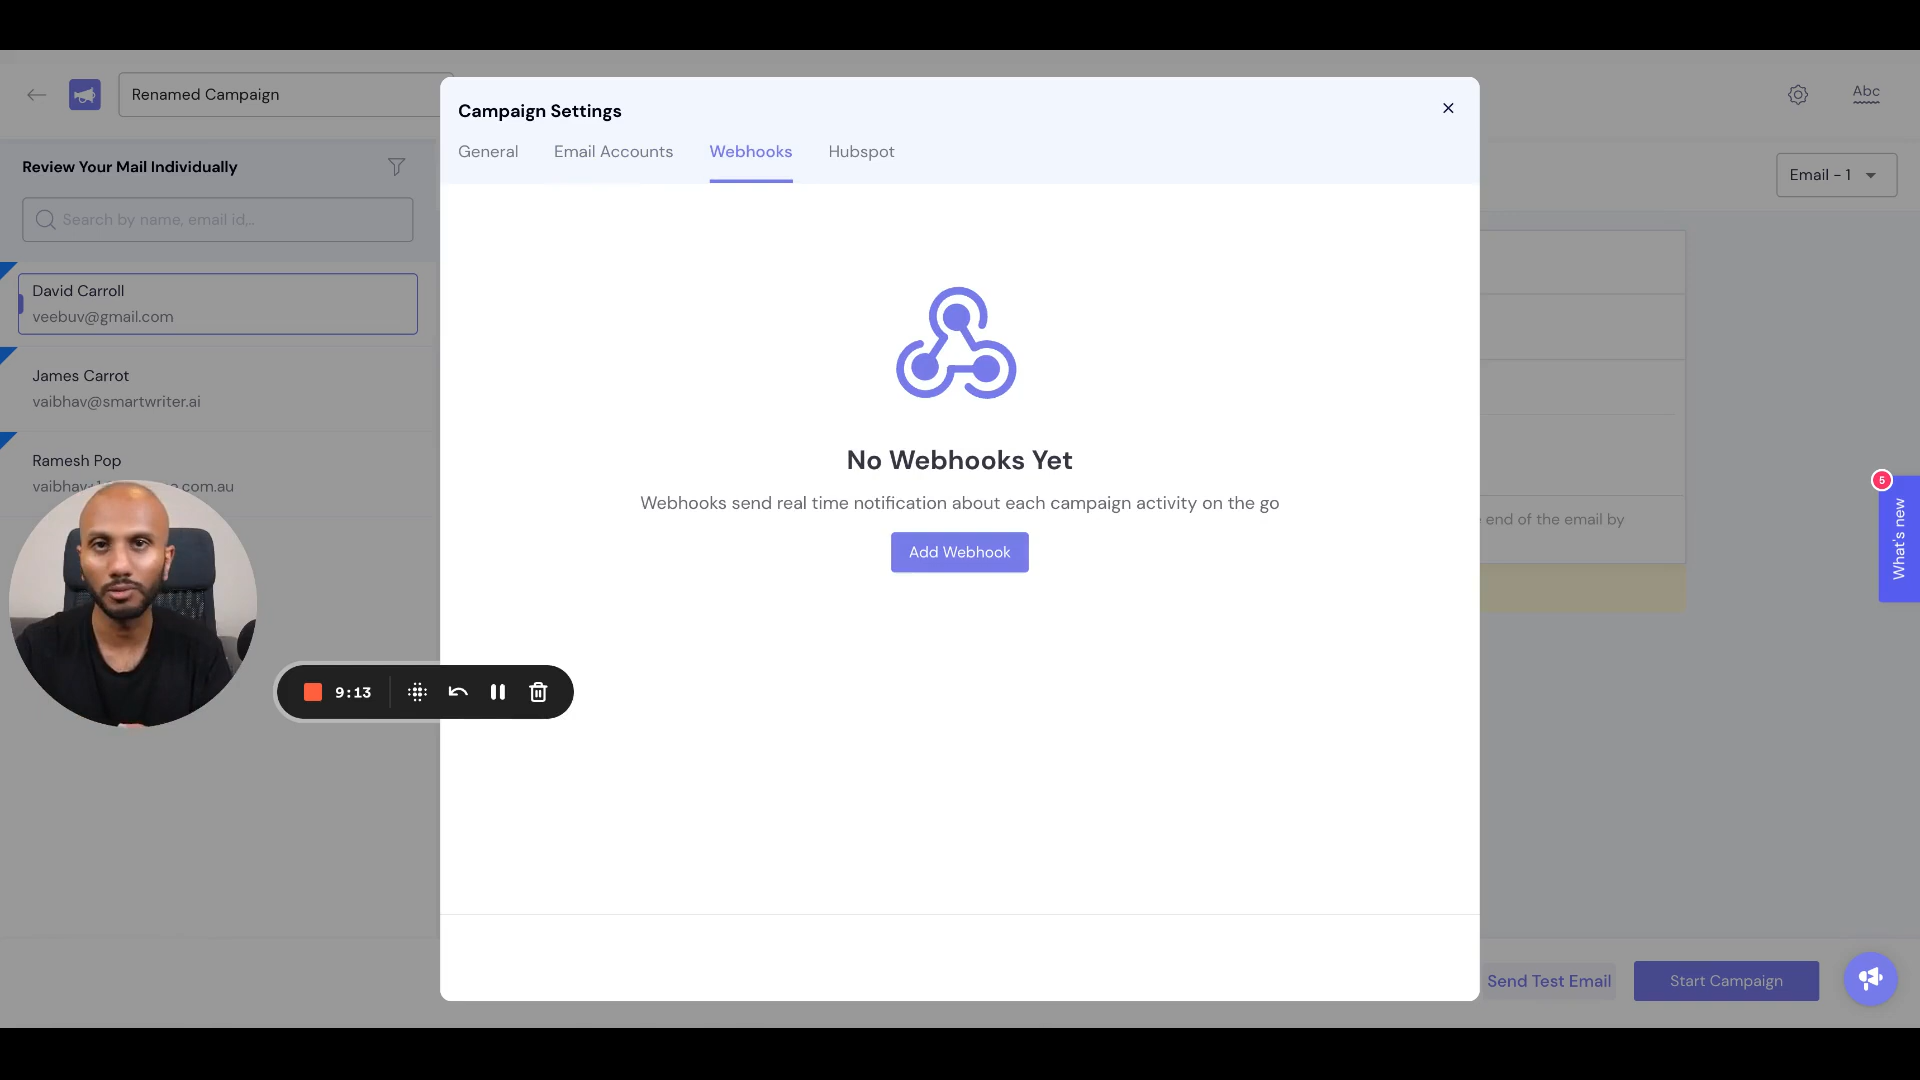 Renamed Campaign
Abc
Campaign Settings
General
Email Accounts
Webhooks
Hubspot
Review Your Mail Individually
Search by name, email id,..
Email - 1
David Carroll
veebuv@gmail.com
James Carrot
vaibhav@smartwriter.ai
Ramesh Pop
.com.au
No Webhooks Yet
Webhooks send real time notification about each campaign activity on the go
Add Webhook
end of the email by
5
What's new
9:13
Send Test Email
Start Campaign